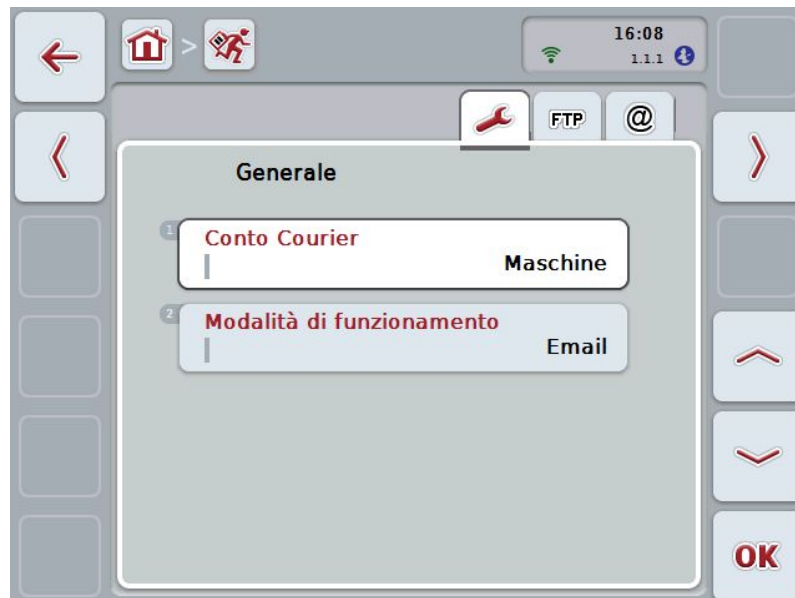 16:08
1.1.1
FTP
@
Generale
1
Conto Courier
Maschine
2
Modalità di funzionamento
Email
OK